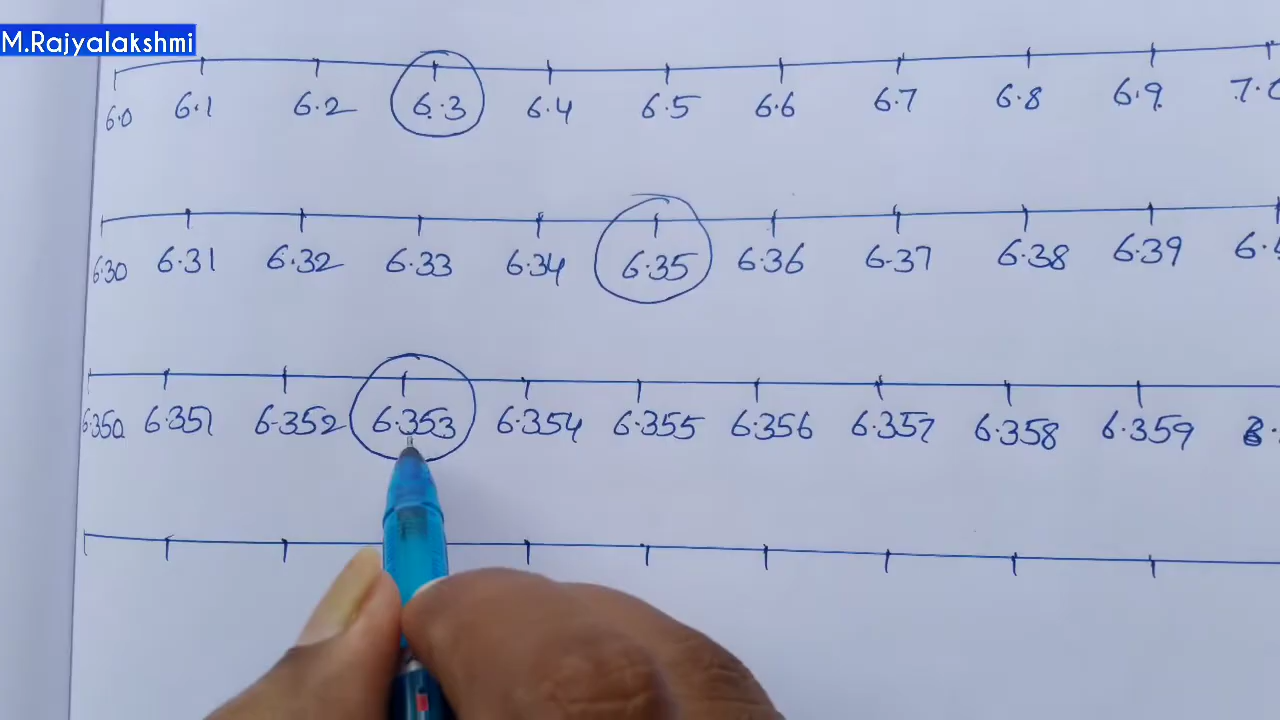 M.Rajyalakshmi
6.0 6.1 6.2 6.3 6.4 6.5 6.6 6.7 6.8 6.9 7.0
6.30 6.31 6.32 6.33 6.34 6.35 6.36 6.37 6.38 6.39
6.350 6.351 6.352 6.353 6.354 6.355 6.356 6.357 6.358 6.359